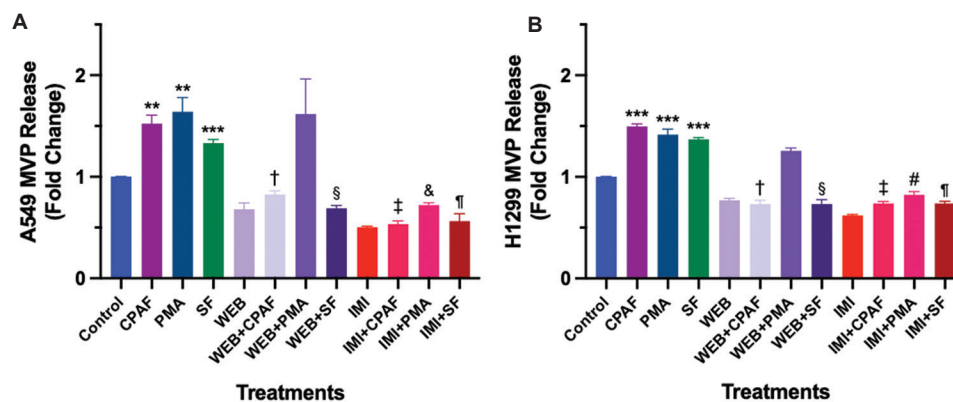 A
A549 MVP Release
(Fold Change)
2
1
0
** ** *** † § ‡ & ¶
Control CPAF PMA SF WEB WEB+CPAF WEB+PMA WEB+SF IMI IMI+CPAF IMI+PMA IMI+SF
Treatments
B
H1299 MVP Release
(Fold Change)
2
1
0
*** *** *** † § ‡ # ¶
Control CPAF PMA SF WEB WEB+CPAF WEB+PMA WEB+SF IMI IMI+CPAF IMI+PMA IMI+SF
Treatments